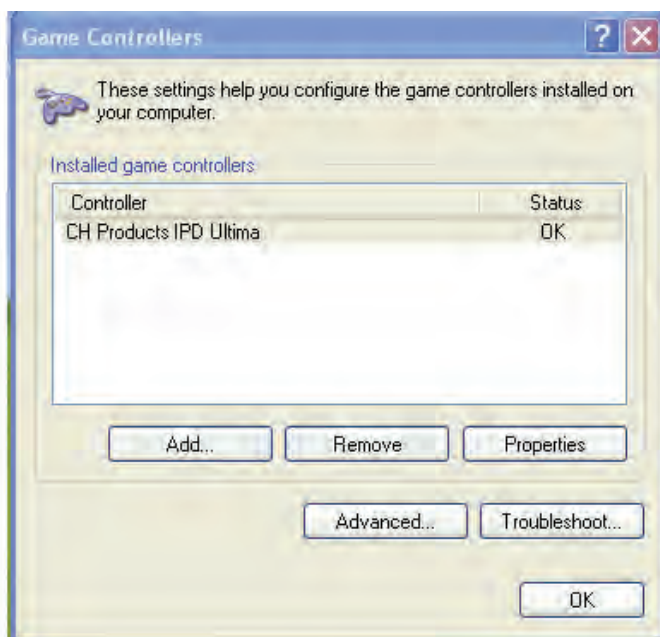 Game Controllers
These settings help you configure the game controllers installed on
your computer.
Installed game controllers
Controller Status
CH Products IPD Ultima OK
Add... Remove Properties
Advanced... Troubleshoot...
OK